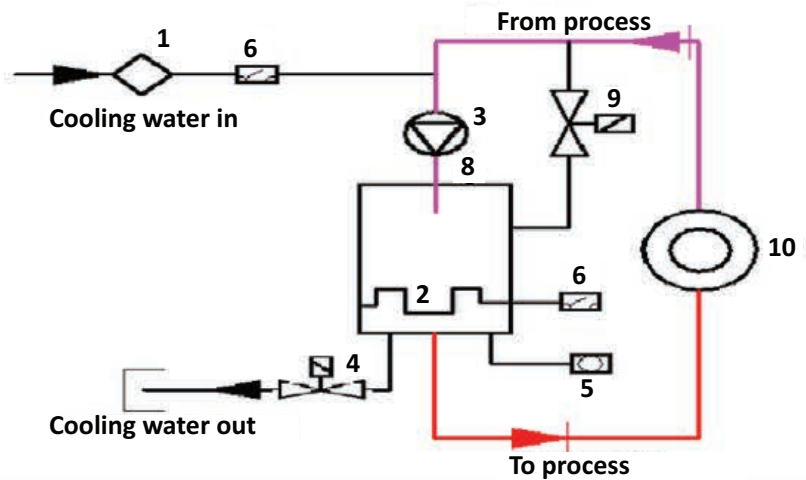 From process
1
6
Cooling water in
3
9
8
10
2
6
4
5
Cooling water out
To process